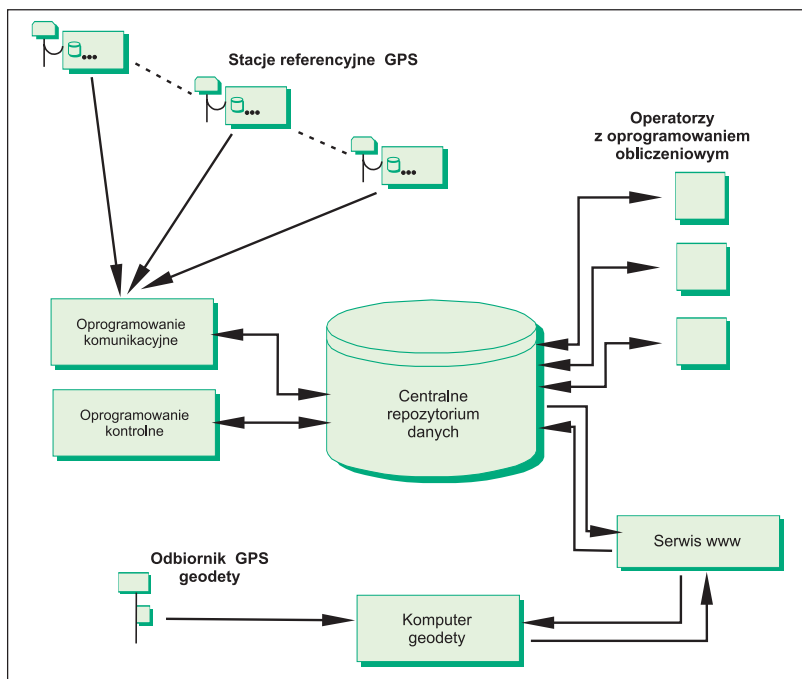 Stacje referencyjne GPS
Operatorzy
z oprogramowaniem
obliczeniowym
Oprogramowanie
komunikacyjne
Oprogramowanie
kontrolne
Centralne
repozytorium
danych
Serwis www
Odbiornik GPS
geodety
Komputer
geodety